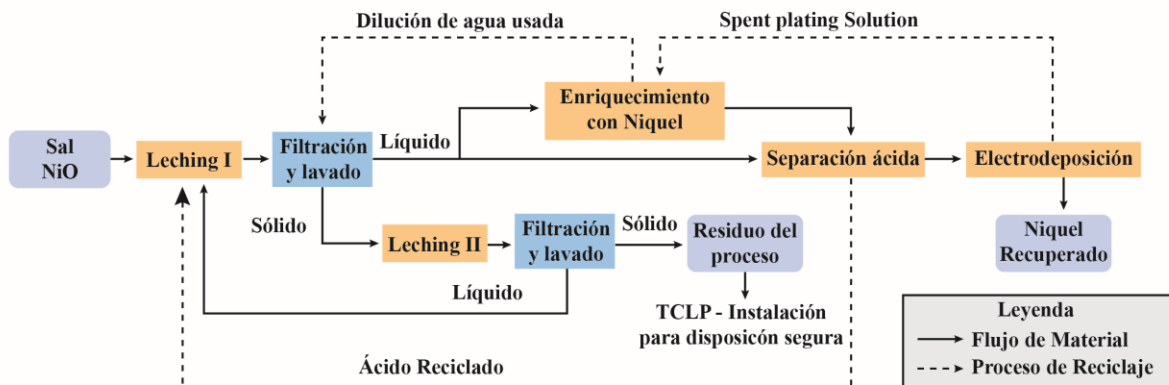 Dilución de agua usada
Spent plating Solution
Enriquecimiento
con Niquel
Sal
NiO
Leching I
Filtración
y lavado
Líquido
Separación ácida
Electrodeposición
Sólido
Leching II
Filtración
y lavado
Sólido
Residuo del
proceso
Niquel
Recuperado
Líquido
TCLP - Instalación
para disposicón segura
Ácido Reciclado
Leyenda
Flujo de Material
Proceso de Reciclaje